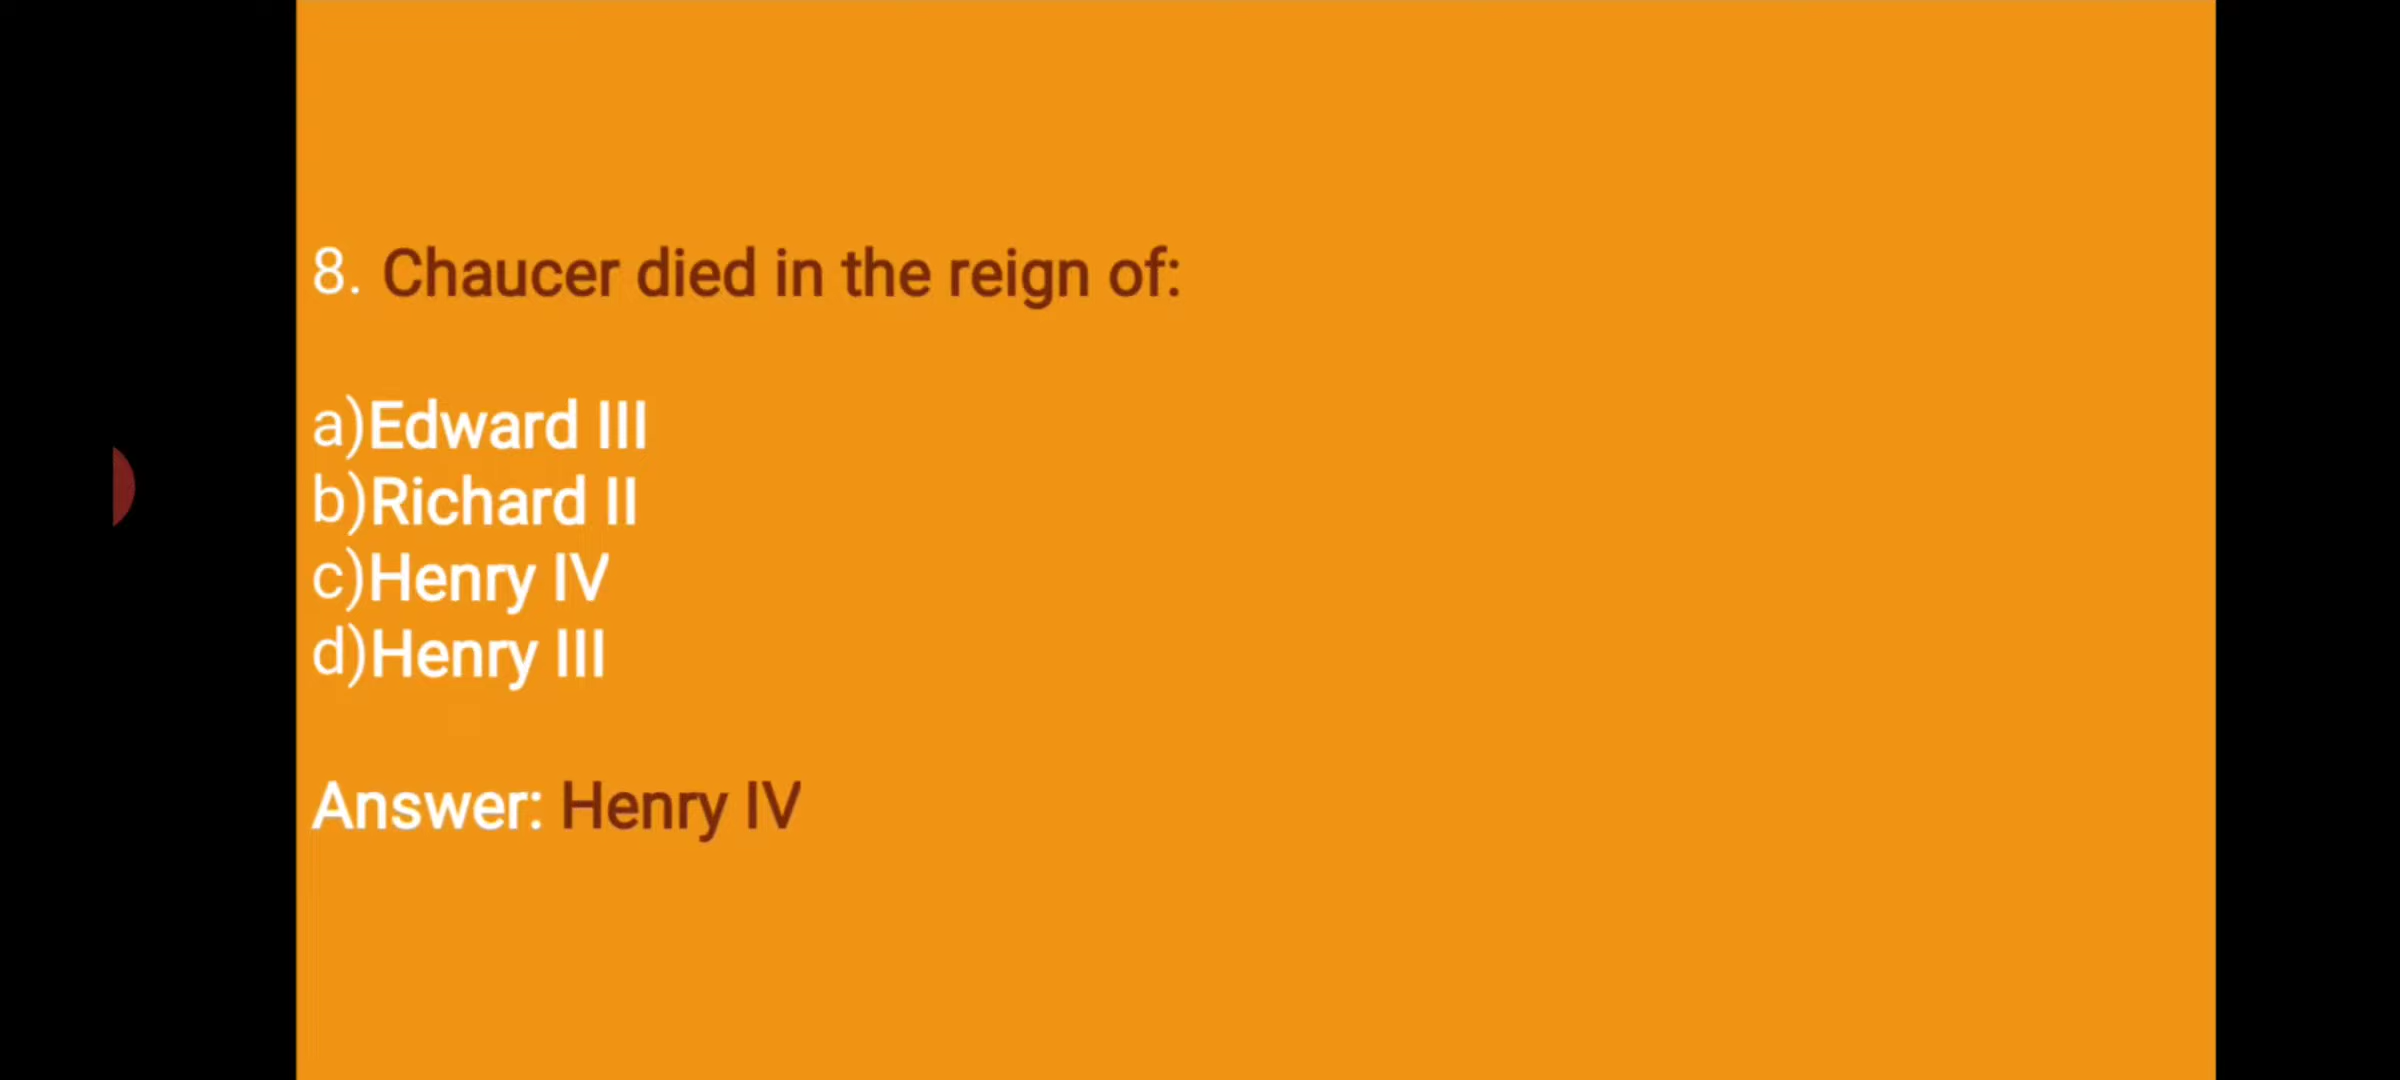 8. Chaucer died in the reign of:
a)Edward III
b)Richard II
c)Henry IV
d)Henry III
Answer: Henry IV